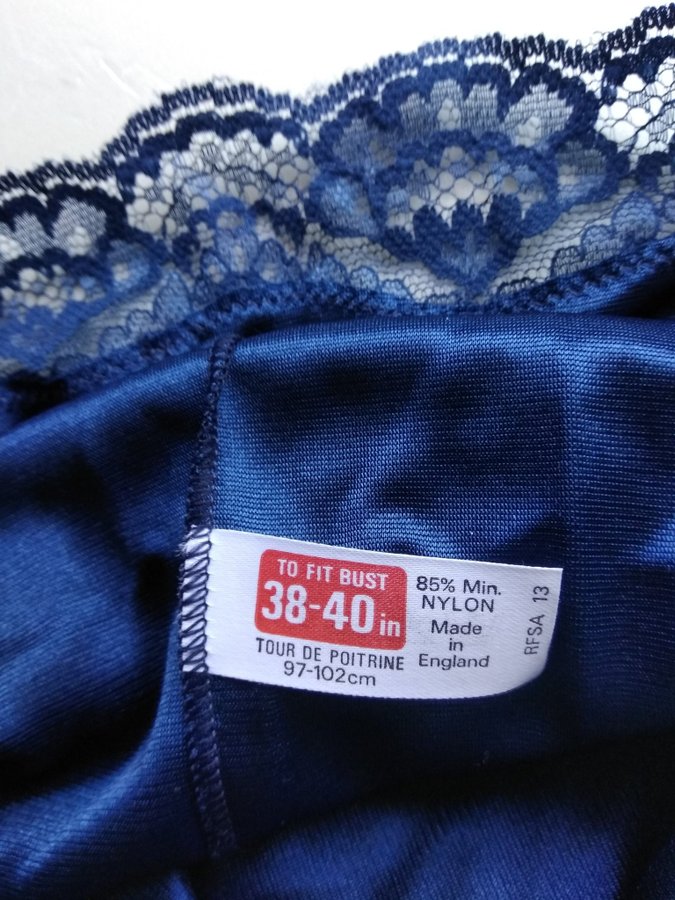 TO FIT BUST
38-40 in
TOUR DE POITRINE
97-102cm
85% Min.
NYLON
Made
in
England
RFSA 13